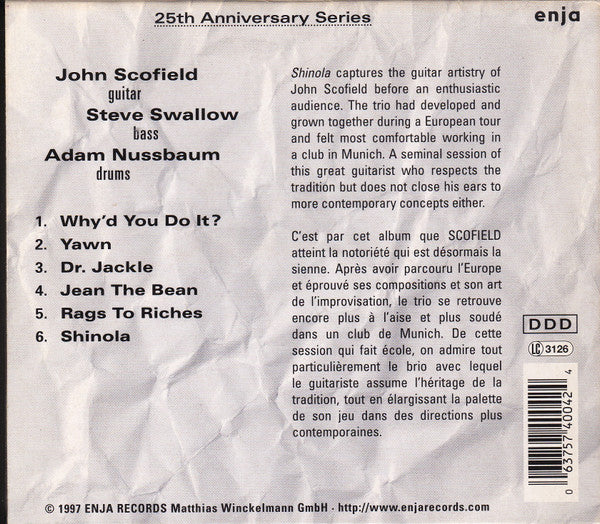 25th Anniversary Series
enja
John Scofield
guitar
Steve Swallow
bass
Adam Nussbaum
drums
1. Why'd You Do It?
2. Yawn
3. Dr. Jackle
4. Jean The Bean
5. Rags To Riches
6. Shinola
Shinola captures the guitar artistry of
John Scofield before an enthusiastic
audience. The trio had developed and
grown together during a European tour
and felt most comfortable working in
a club in Munich. A seminal session of
this great guitarist who respects the
tradition but does not close his ears to
more contemporary concepts either.
C'est par cet album que SCOFIELD
atteint la notoriété qui est désormais la
sienne. Après avoir parcouru l'Europe
et éprouvé ses compositions et son art
de l'improvisation, le trio se retrouve
encore plus à l'aise et plus soudé
dans un club de Munich. De cette
session qui fait école, on admire tout
particulièrement le brio avec lequel
le guitariste assume l'héritage de la
tradition, tout en élargissant la palette
de son jeu dans des directions plus
contemporaines.
DDD
LC 3126
0 63757 40042 4
© 1997 ENJA RECORDS Matthias Winckelmann GmbH · http://www.enjarecords.com